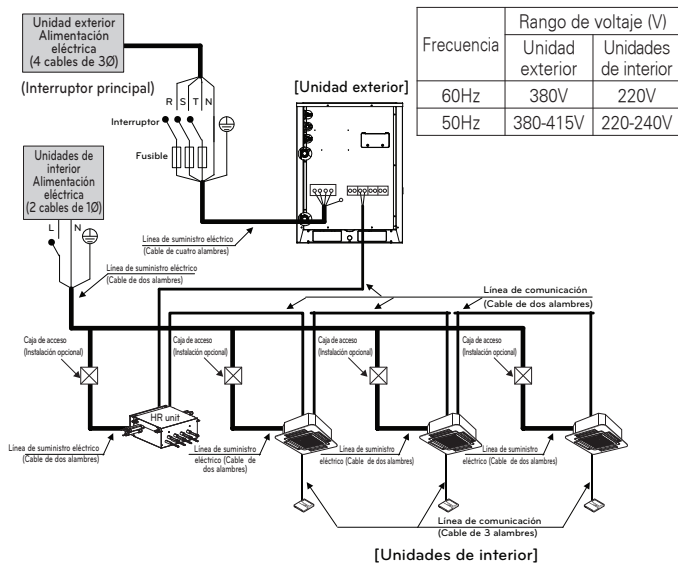 Unidad exterior
Alimentación
eléctrica
(4 cables de 3Ø)
(Interruptor principal)
R S T N
Interruptor
Fusible
[Unidad exterior]
Frecuencia
Rango de voltaje (V)
Unidad
exterior
Unidades
de interior
60Hz 380V 220V
50Hz 380-415V 220-240V
Unidades de
interior
Alimentación
eléctrica
(2 cables de 1Ø)
L N
Línea de suministro eléctrico
(Cable de cuatro alambres)
Línea de suministro eléctrico
(Cable de dos alambres)
Línea de comunicación
(Cable de dos alambres)
Caja de acceso
(Instalación opcional)
Caja de acceso
(Instalación opcional)
Caja de acceso
(Instalación opcional)
Caja de acceso
(Instalación opcional)
HR unit
Línea de suministro eléctrico
(Cable de dos alambres)
Línea de suministro
eléctrico (Cable de
dos alambres)
Línea de suministro
eléctrico (Cable de dos alambres)
Línea de suministro
eléctrico (Cable de dos alambres)
Línea de comunicación
(Cable de 3 alambres)
[Unidades de interior]